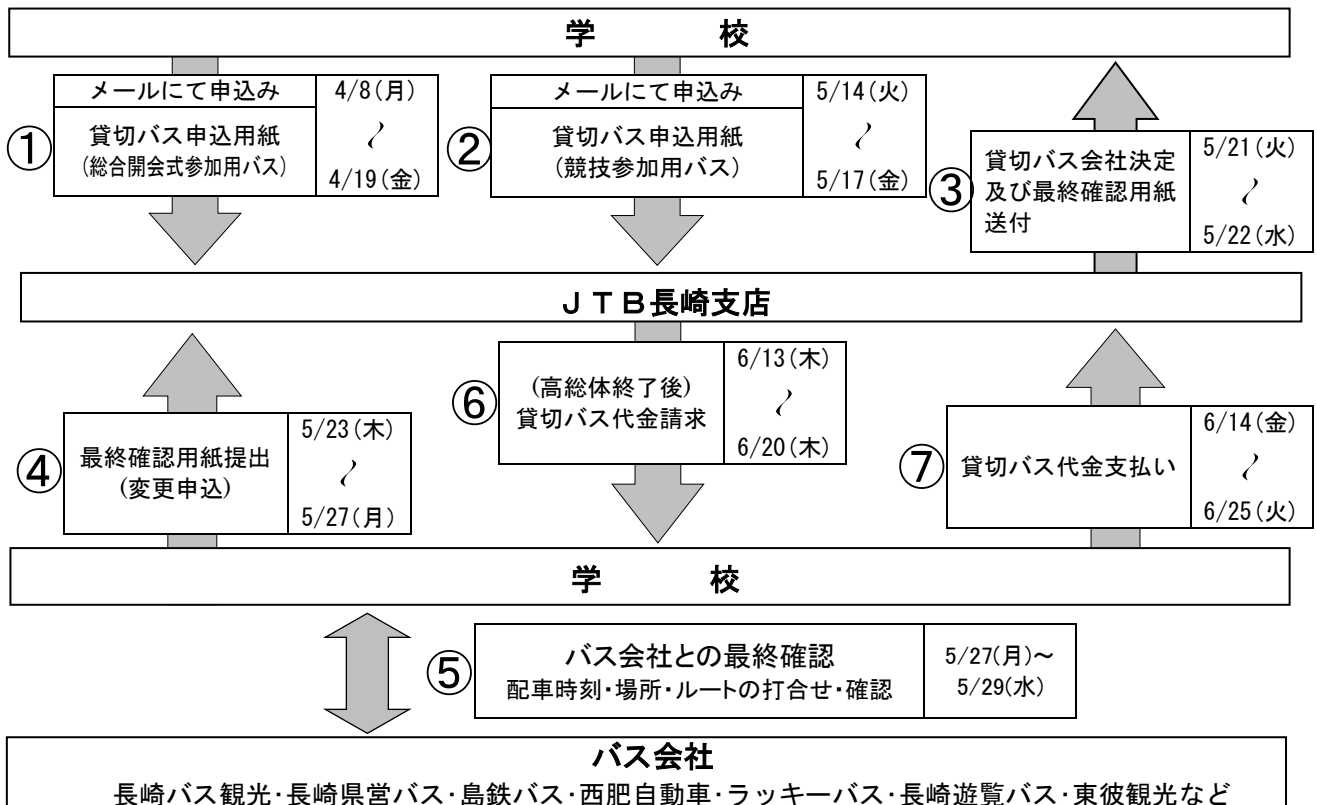 学　　　校
①
メールにて申込み
貸切バス申込用紙
(総合開会式参加用バス)
4/8(月)
～
4/19(金)
②
メールにて申込み
貸切バス申込用紙
(競技参加用バス)
5/14(火)
～
5/17(金)
③
貸切バス会社決定
及び最終確認用紙
送付
5/21(火)
～
5/22(水)
ＪＴＢ長崎支店
④
最終確認用紙提出
(変更申込)
5/23(木)
～
5/27(月)
⑥
(高総体終了後)
貸切バス代金請求
6/13(木)
～
6/20(木)
⑦
貸切バス代金支払い
6/14(金)
～
6/25(火)
学　　　校
⑤
バス会社との最終確認
配車時刻・場所・ルートの打合せ・確認
5/27(月)～
5/29(水)
バス会社
長崎バス観光・長崎県営バス・島鉄バス・西肥自動車・ラッキーバス・長崎遊覧バス・東彼観光など